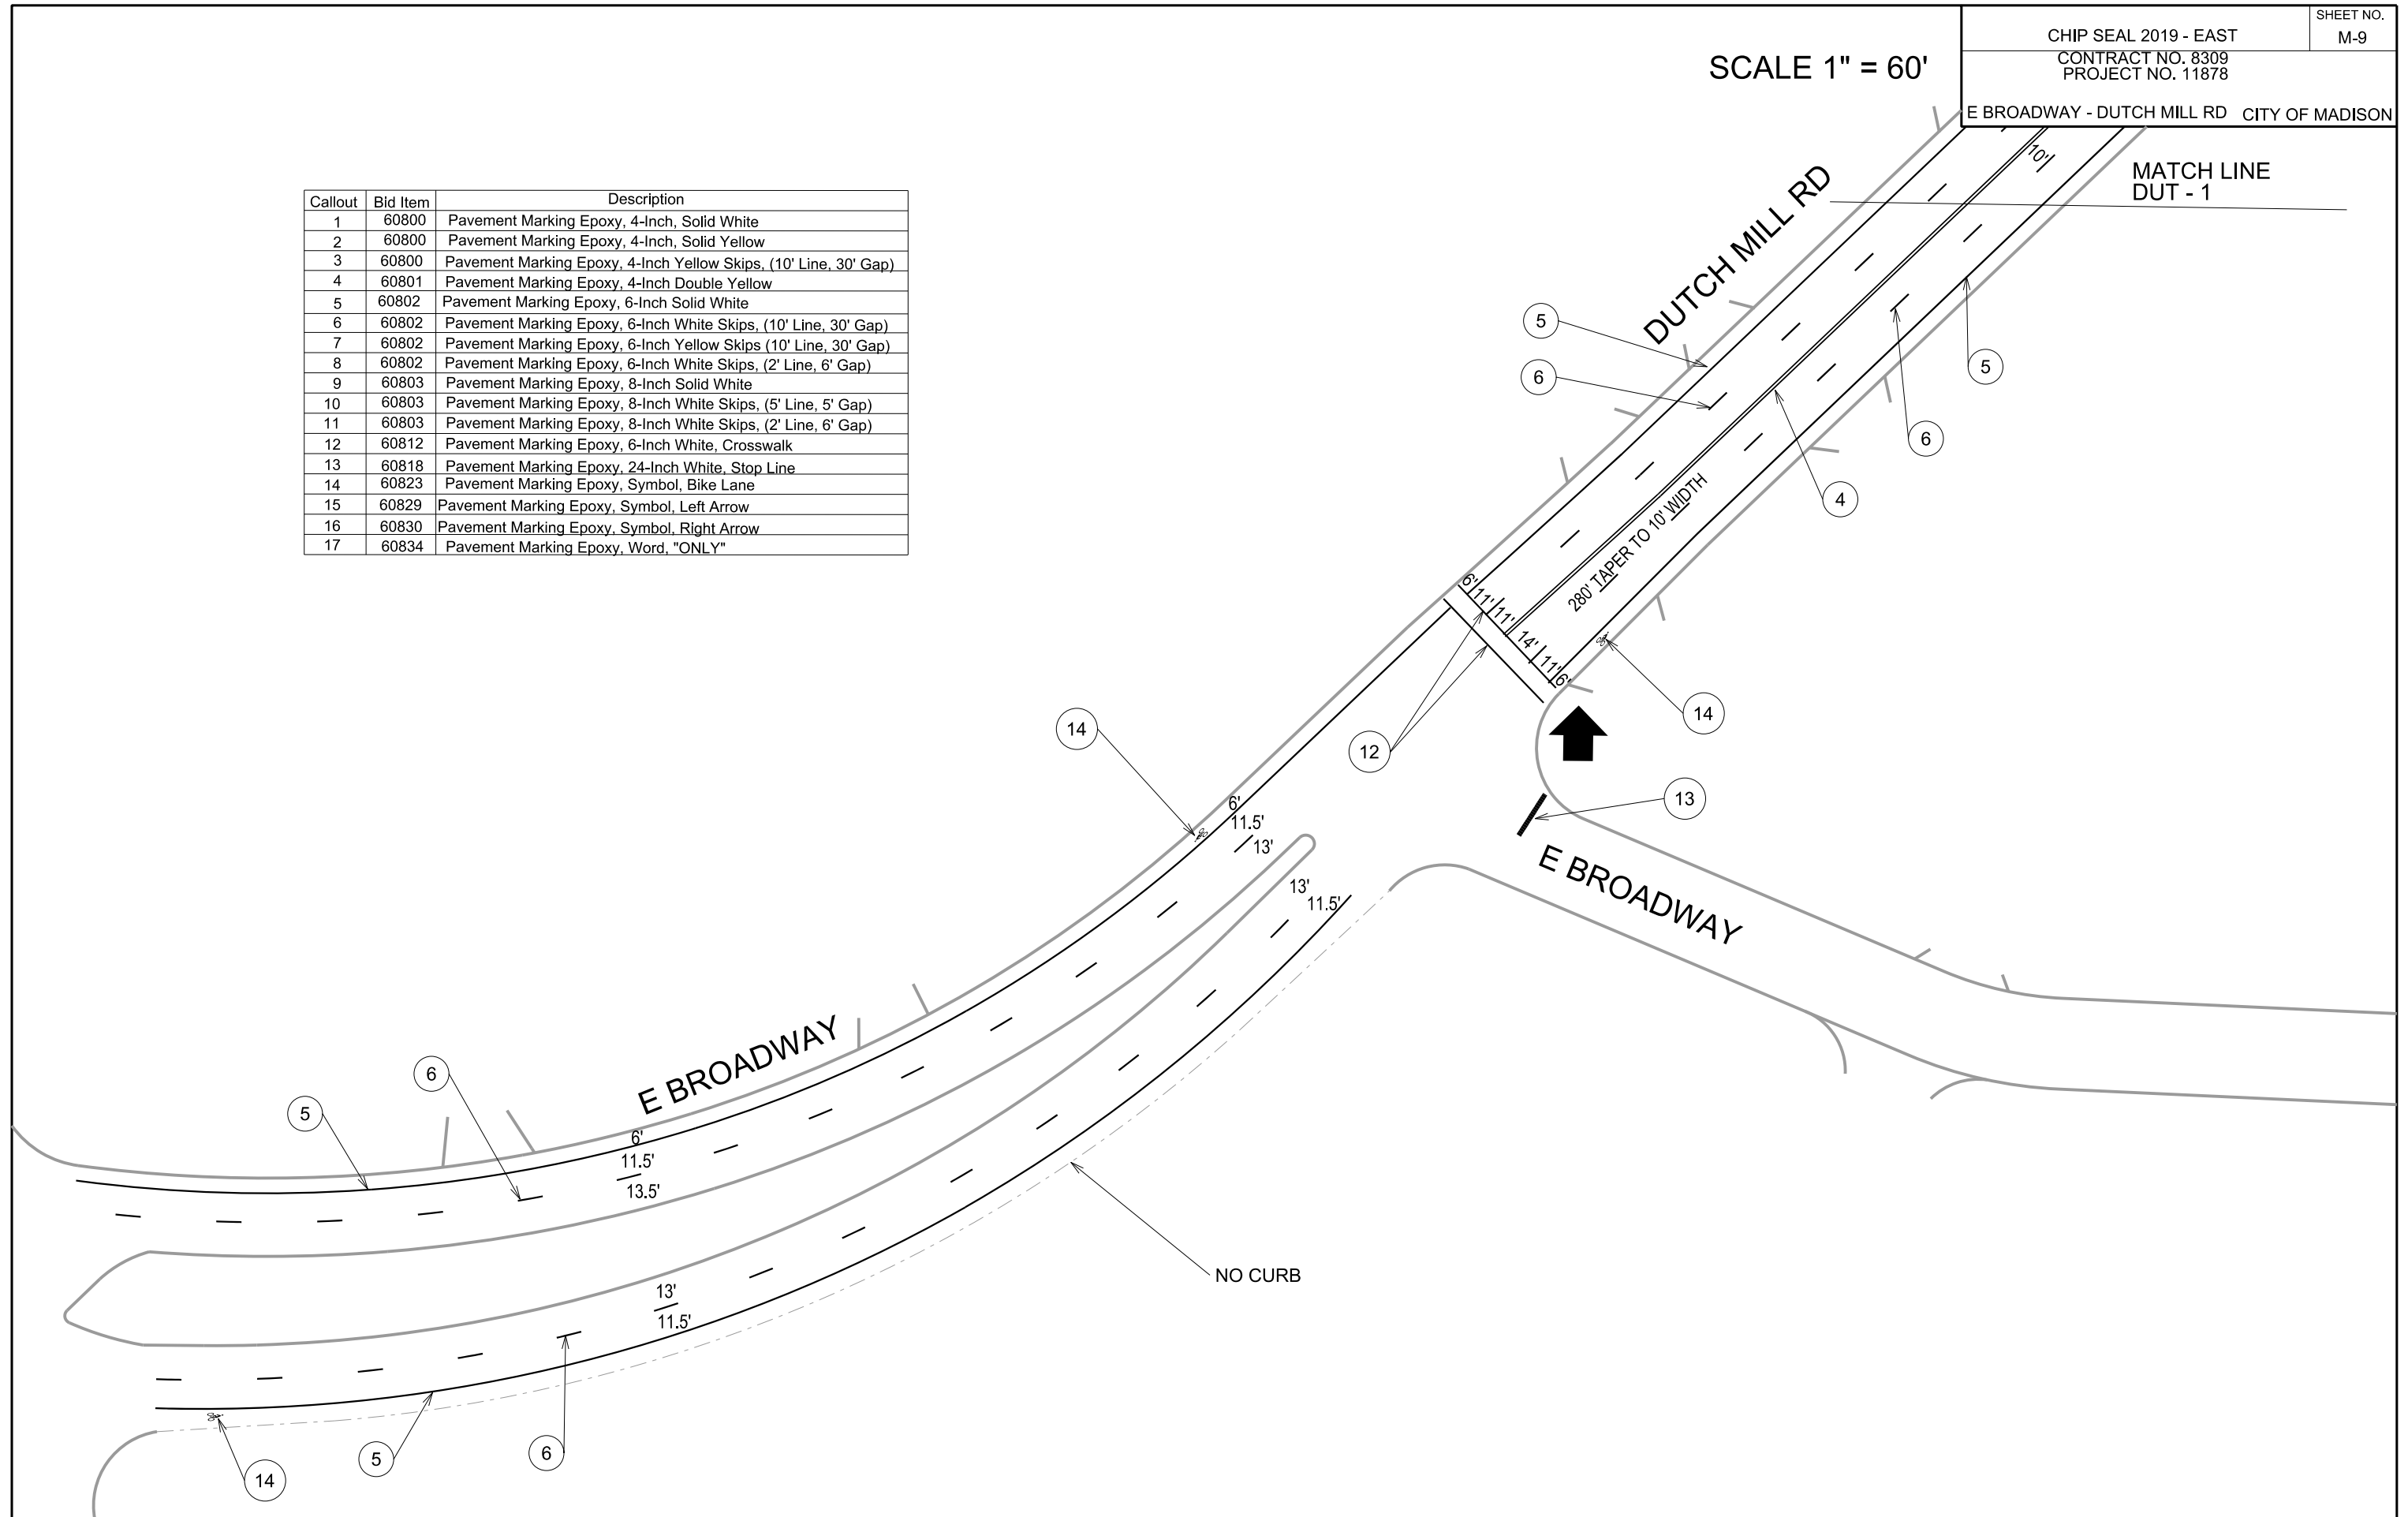 SHEET NO.
M-9
CHIP SEAL 2019 - EAST
CONTRACT NO. 8309
PROJECT NO. 11878
E BROADWAY - DUTCH MILL RD CITY OF MADISON
SCALE 1" = 60'
MATCH LINE
DUT - 1
Callout Bid Item Description
1 60800 Pavement Marking Epoxy, 4-Inch, Solid White
2 60800 Pavement Marking Epoxy, 4-Inch, Solid Yellow
3 60800 Pavement Marking Epoxy, 4-Inch Yellow Skips, (10' Line, 30' Gap)
4 60801 Pavement Marking Epoxy, 4-Inch Double Yellow
5 60802 Pavement Marking Epoxy, 6-Inch Solid White
6 60802 Pavement Marking Epoxy, 6-Inch White Skips, (10' Line, 30' Gap)
7 60802 Pavement Marking Epoxy, 6-Inch Yellow Skips (10' Line, 30' Gap)
8 60802 Pavement Marking Epoxy, 6-Inch White Skips, (2' Line, 6' Gap)
9 60803 Pavement Marking Epoxy, 8-Inch Solid White
10 60803 Pavement Marking Epoxy, 8-Inch White Skips, (5' Line, 5' Gap)
11 60803 Pavement Marking Epoxy, 8-Inch White Skips, (2' Line, 6' Gap)
12 60812 Pavement Marking Epoxy, 6-Inch White, Crosswalk
13 60818 Pavement Marking Epoxy, 24-Inch White, Stop Line
14 60823 Pavement Marking Epoxy, Symbol, Bike Lane
15 60829 Pavement Marking Epoxy, Symbol, Left Arrow
16 60830 Pavement Marking Epoxy, Symbol, Right Arrow
17 60834 Pavement Marking Epoxy, Word, "ONLY"
10'
DUTCH MILL RD
5
6
5
6
4
280' TAPER TO 10' WIDTH
6'
11'
11'
14'
11'
6'
14
14
12
13
6'
11.5'
13'
13'
11.5'
E BROADWAY
E BROADWAY
6
5
6'
11.5'
13.5'
NO CURB
13'
11.5'
14
5
6